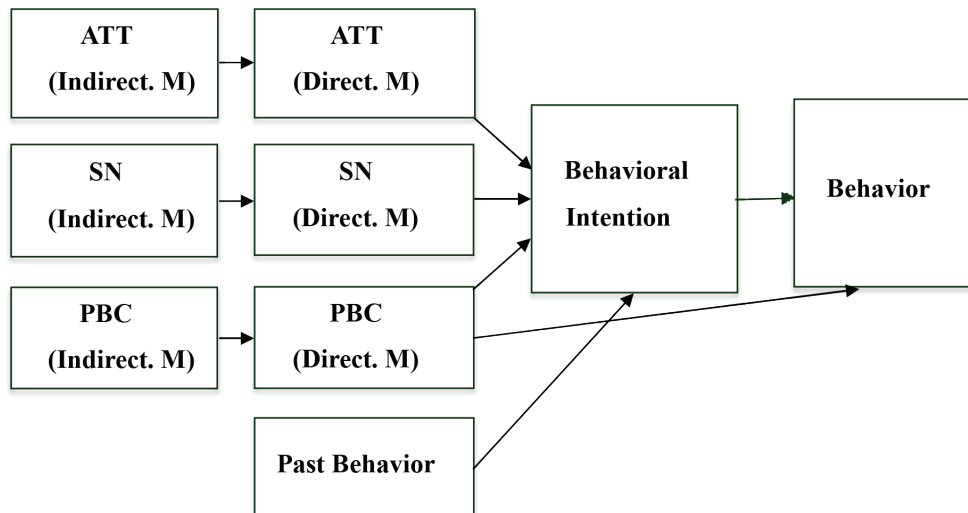 ATT
(Indirect. M)
ATT
(Direct. M)
SN
(Indirect. M)
SN
(Direct. M)
PBC
(Indirect. M)
PBC
(Direct. M)
Past Behavior
Behavioral
Intention
Behavior